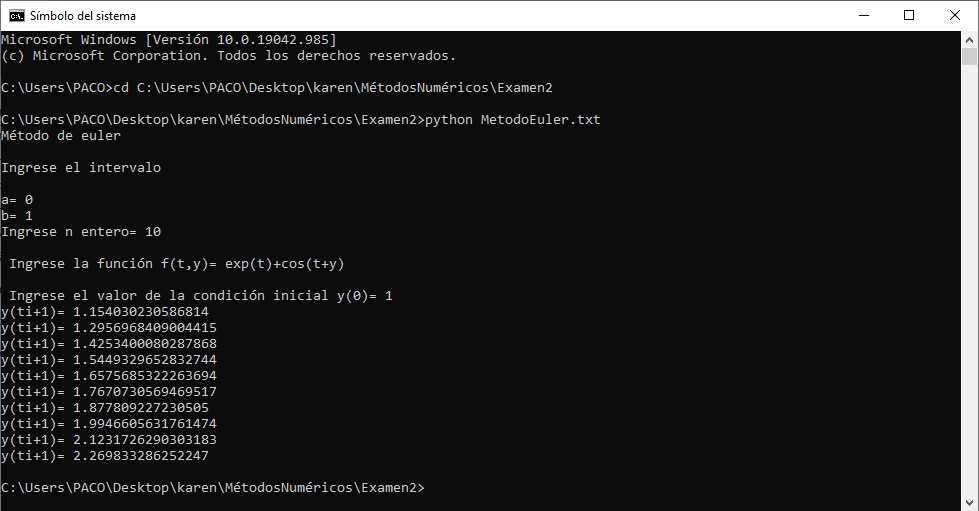 Símbolo del sistema
Microsoft Windows [Versión 10.0.19042.985]
(c) Microsoft Corporation. Todos los derechos reservados.
C:\Users\PACO>cd C:\Users\PACO\Desktop\karen\MétodosNuméricos\Examen2
C:\Users\PACO\Desktop\karen\MétodosNuméricos\Examen2>python MetodoEuler.txt
Método de euler
Ingrese el intervalo
a= 0
b= 1
Ingrese n entero= 10
Ingrese la función f(t,y)= exp(t)+cos(t+y)
Ingrese el valor de la condición inicial y(0)= 1
y(ti+1)= 1.154030230586814
y(ti+1)= 1.2956968409004415
y(ti+1)= 1.4253400080287868
y(ti+1)= 1.5449329652832744
y(ti+1)= 1.6575685322263694
y(ti+1)= 1.7670730569469517
y(ti+1)= 1.877809227230505
y(ti+1)= 1.9946605631761474
y(ti+1)= 2.1231726290303183
y(ti+1)= 2.269833286252247
C:\Users\PACO\Desktop\karen\MétodosNuméricos\Examen2>